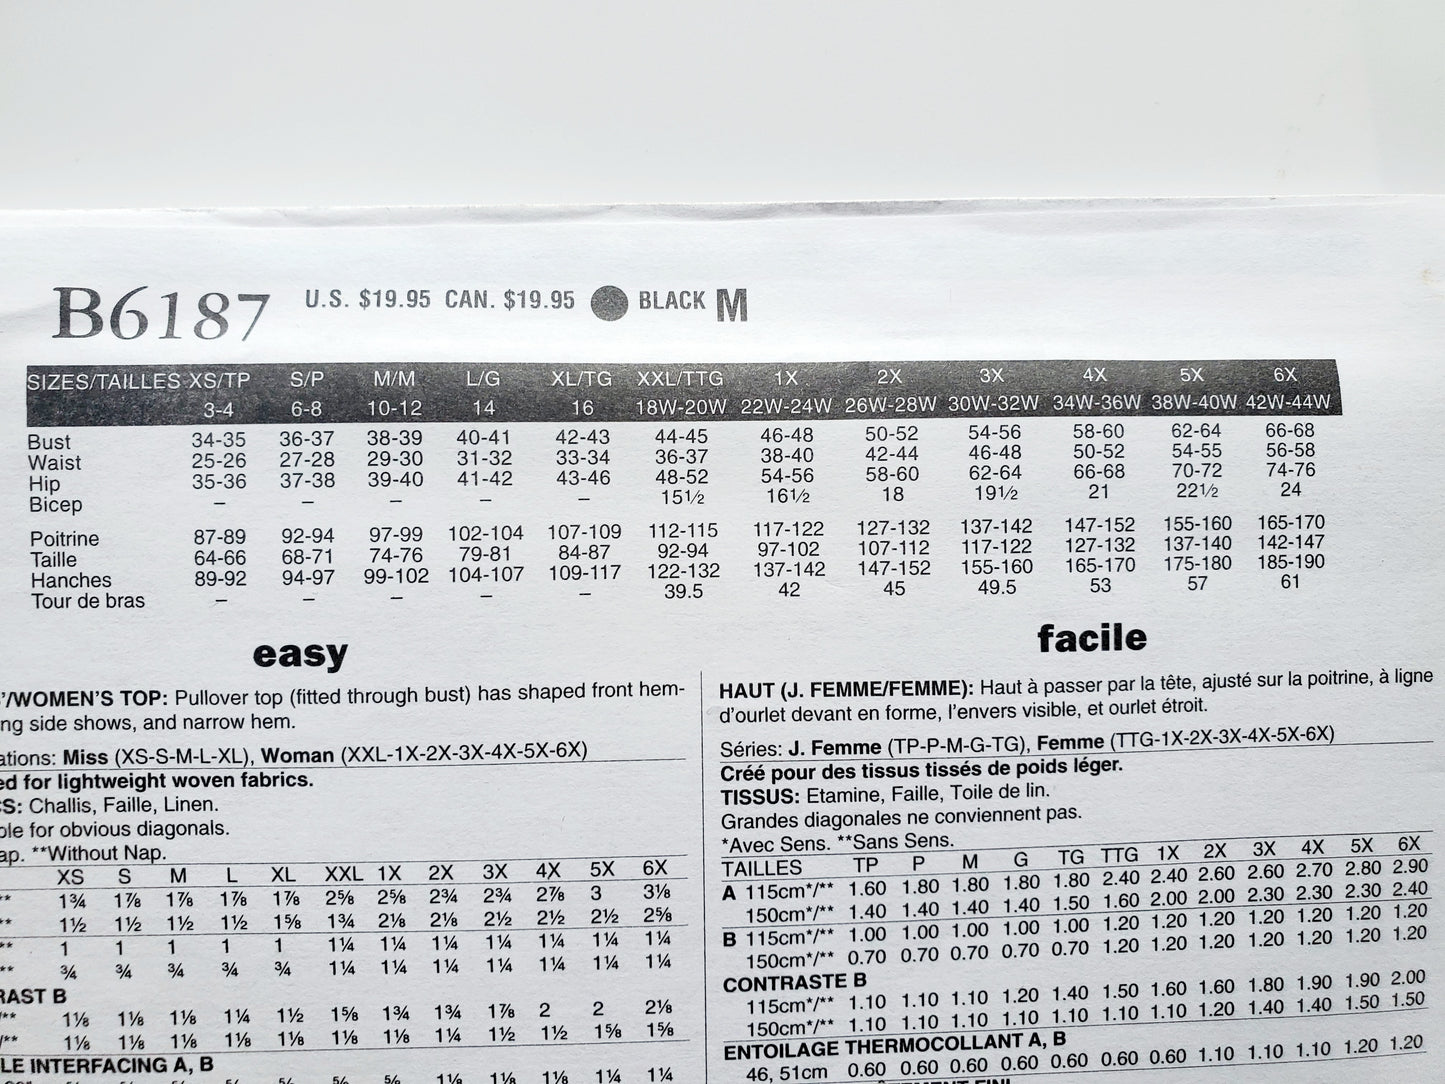 B6187 U.S. $19.95 CAN. $19.95 BLACK M
SIZES/TAILLES XS/TP S/P M/M L/G XL/TG XXL/TTG 1X 2X 3X 4X 5X 6X
3-4 6-8 10-12 14 16 18W-20W 22W-24W 26W-28W 30W-32W 34W-36W 38W-40W 42W-44W
Bust 34-35 36-37 38-39 40-41 42-43 44-45 46-48 50-52 54-56 58-60 62-64 66-68
Waist 25-26 27-28 29-30 31-32 33-34 36-37 38-40 42-44 46-48 50-52 54-55 56-58
Hip 35-36 37-38 39-40 41-42 43-46 48-52 54-56 58-60 62-64 66-68 70-72 74-76
Bicep – – – – – 15½ 16½ 18 19½ 21 22½ 24
Poitrine 87-89 92-94 97-99 102-104 107-109 112-115 117-122 127-132 137-142 147-152 155-160 165-170
Taille 64-66 68-71 74-76 79-81 84-87 92-94 97-102 107-112 117-122 127-132 137-140 142-147
Hanches 89-92 94-97 99-102 104-107 109-117 122-132 137-142 147-152 155-160 165-170 175-180 185-190
Tour de bras – – – – – 39.5 42 45 49.5 53 57 61
easy
'/WOMEN'S TOP: Pullover top (fitted through bust) has shaped front hem-
ng side shows, and narrow hem.
ations: Miss (XS-S-M-L-XL), Woman (XXL-1X-2X-3X-4X-5X-6X)
ed for lightweight woven fabrics.
CS: Challis, Faille, Linen.
ble for obvious diagonals.
ap. **Without Nap.
XS S M L XL XXL 1X 2X 3X 4X 5X 6X
** 1¾ 1⅞ 1⅞ 1⅞ 1⅞ 2⅝ 2⅝ 2¾ 2¾ 2⅞ 3 3⅛
** 1½ 1½ 1½ 1½ 1⅝ 1¾ 2⅛ 2⅛ 2½ 2½ 2½ 2⅝
** 1 1 1 1 1 1¼ 1¼ 1¼ 1¼ 1¼ 1¼ 1¼
** ¾ ¾ ¾ ¾ ¾ 1¼ 1¼ 1¼ 1¼ 1¼ 1¼ 1¼
RAST B
/** 1⅛ 1⅛ 1⅛ 1¼ 1½ 1⅝ 1¾ 1¾ 1⅞ 2 2 2⅛
/** 1⅛ 1⅛ 1⅛ 1⅛ 1⅛ 1⅛ 1⅛ 1¼ 1½ 1½ 1⅝ 1⅝
LE INTERFACING A, B
1⅛ 1⅛ 1⅛ 1¼ 1¼
facile
HAUT (J. FEMME/FEMME): Haut à passer par la tête, ajusté sur la poitrine, à ligne
d'ourlet devant en forme, l'envers visible, et ourlet étroit.
Séries: J. Femme (TP-P-M-G-TG), Femme (TTG-1X-2X-3X-4X-5X-6X)
Créé pour des tissus tissés de poids léger.
TISSUS: Etamine, Faille, Toile de lin.
Grandes diagonales ne conviennent pas.
*Avec Sens. **Sans Sens.
TAILLES TP P M G TG TTG 1X 2X 3X 4X 5X 6X
A 115cm*/** 1.60 1.80 1.80 1.80 1.80 2.40 2.40 2.60 2.60 2.70 2.80 2.90
150cm*/** 1.40 1.40 1.40 1.40 1.50 1.60 2.00 2.00 2.30 2.30 2.30 2.40
B 115cm*/** 1.00 1.00 1.00 1.00 1.00 1.20 1.20 1.20 1.20 1.20 1.20 1.20
150cm*/** 0.70 0.70 0.70 0.70 0.70 1.20 1.20 1.20 1.20 1.20 1.20 1.20
CONTRASTE B
115cm*/** 1.10 1.10 1.10 1.20 1.40 1.50 1.60 1.60 1.80 1.90 1.90 2.00
150cm*/** 1.10 1.10 1.10 1.10 1.10 1.10 1.10 1.20 1.40 1.40 1.50 1.50
ENTOILAGE THERMOCOLLANT A, B
46, 51cm 0.60 0.60 0.60 0.60 0.60 0.60 0.60 1.10 1.10 1.10 1.20 1.20